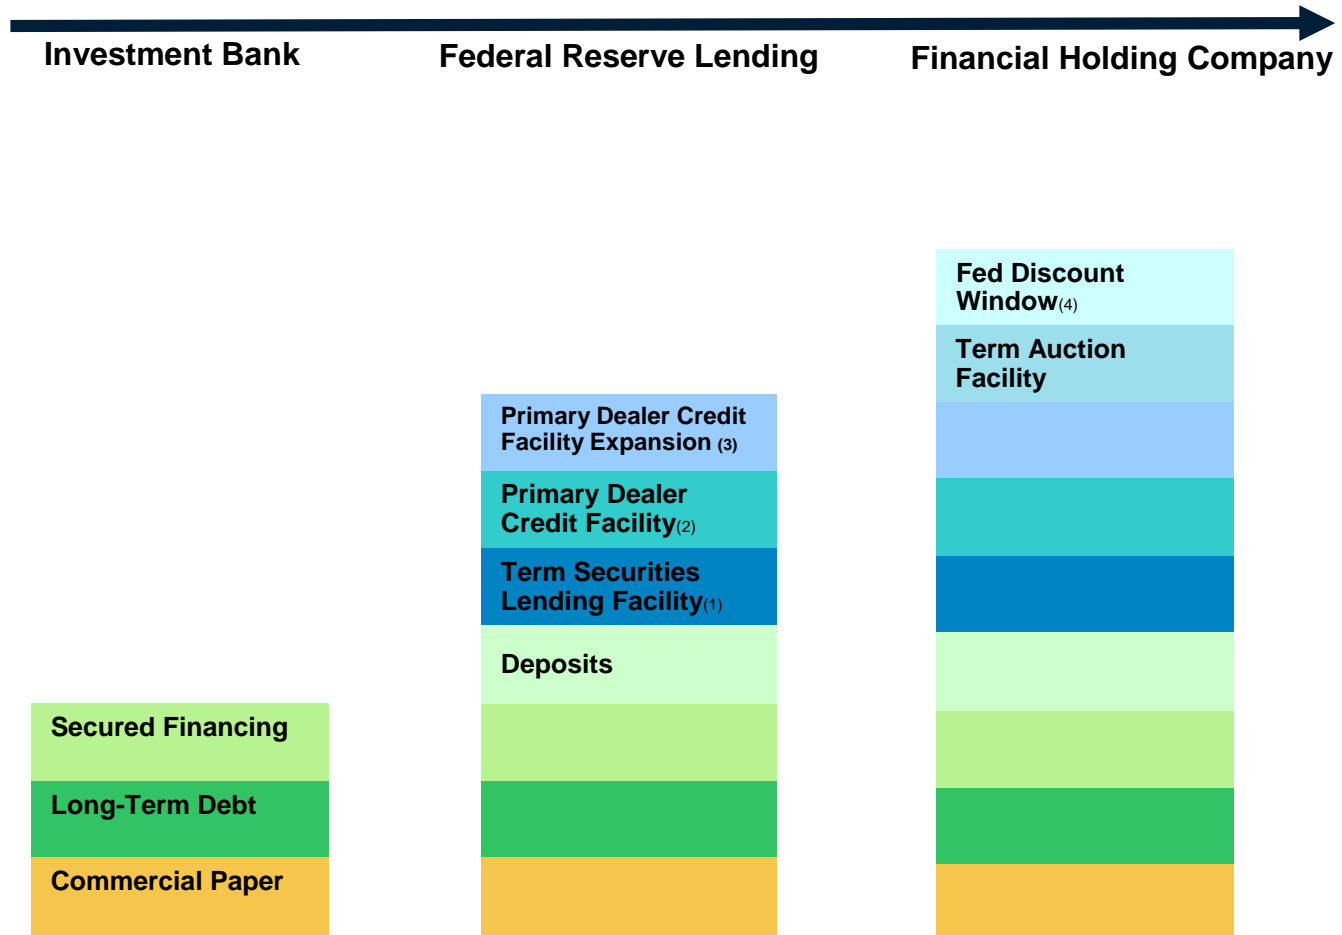 Investment Bank
Federal Reserve Lending
Financial Holding Company
Fed Discount
Window(4)
Term Auction
Facility
Primary Dealer Credit
Facility Expansion (3)
Primary Dealer
Credit Facility(2)
Term Securities
Lending Facility(1)
Deposits
Secured Financing
Long-Term Debt
Commercial Paper